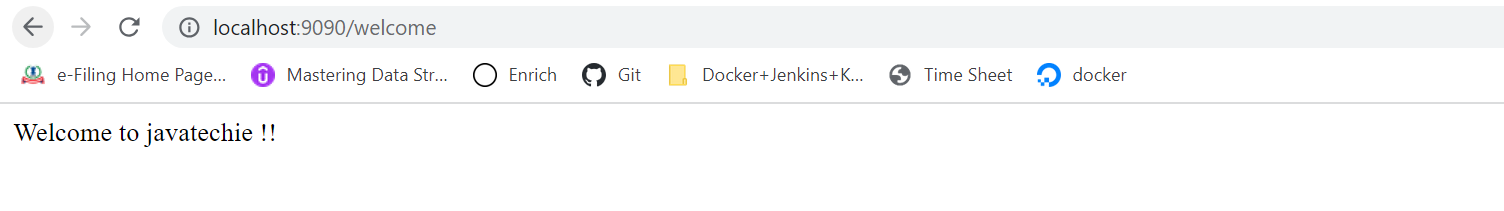 localhost:9090/welcome
e-Filing Home Page... Mastering Data Str... Enrich Git Docker+Jenkins+K... Time Sheet docker
Welcome to javatechie !!